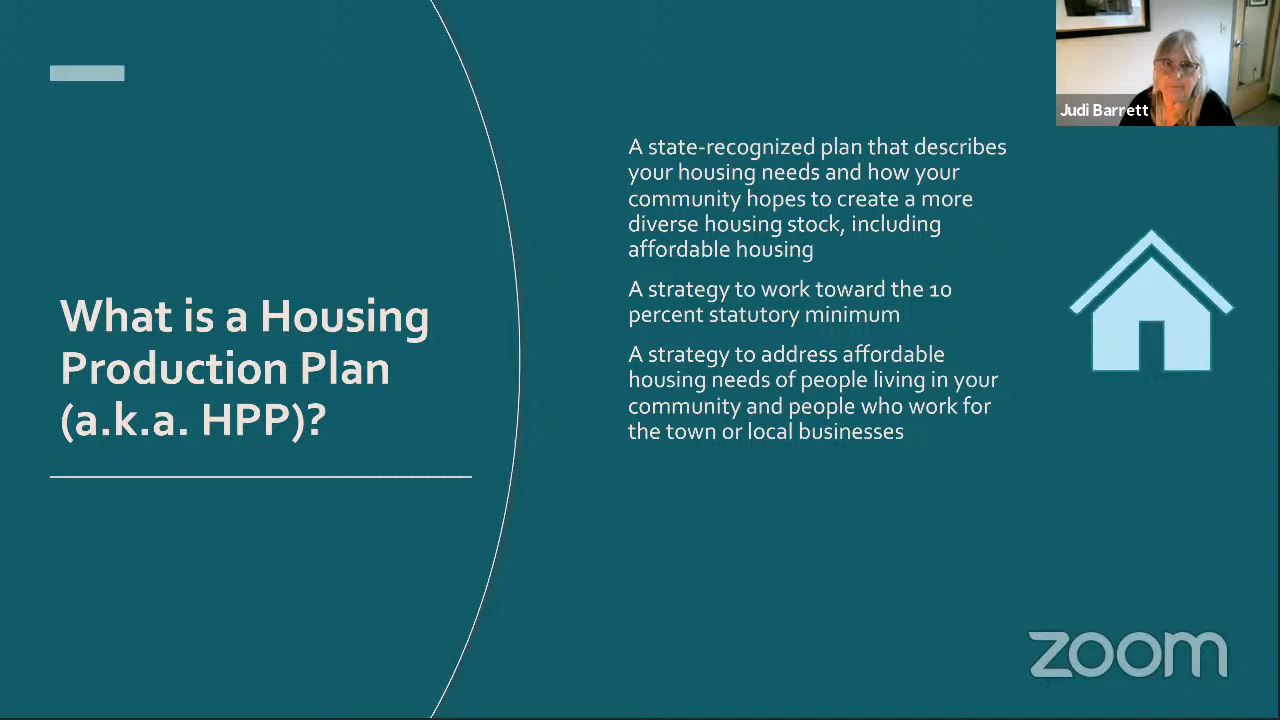 Judi Barrett
What is a Housing
Production Plan
(a.k.a. HPP)?
A state-recognized plan that describes
your housing needs and how your
community hopes to create a more
diverse housing stock, including
affordable housing
A strategy to work toward the 10
percent statutory minimum
A strategy to address affordable
housing needs of people living in your
community and people who work for
the town or local businesses
zoom